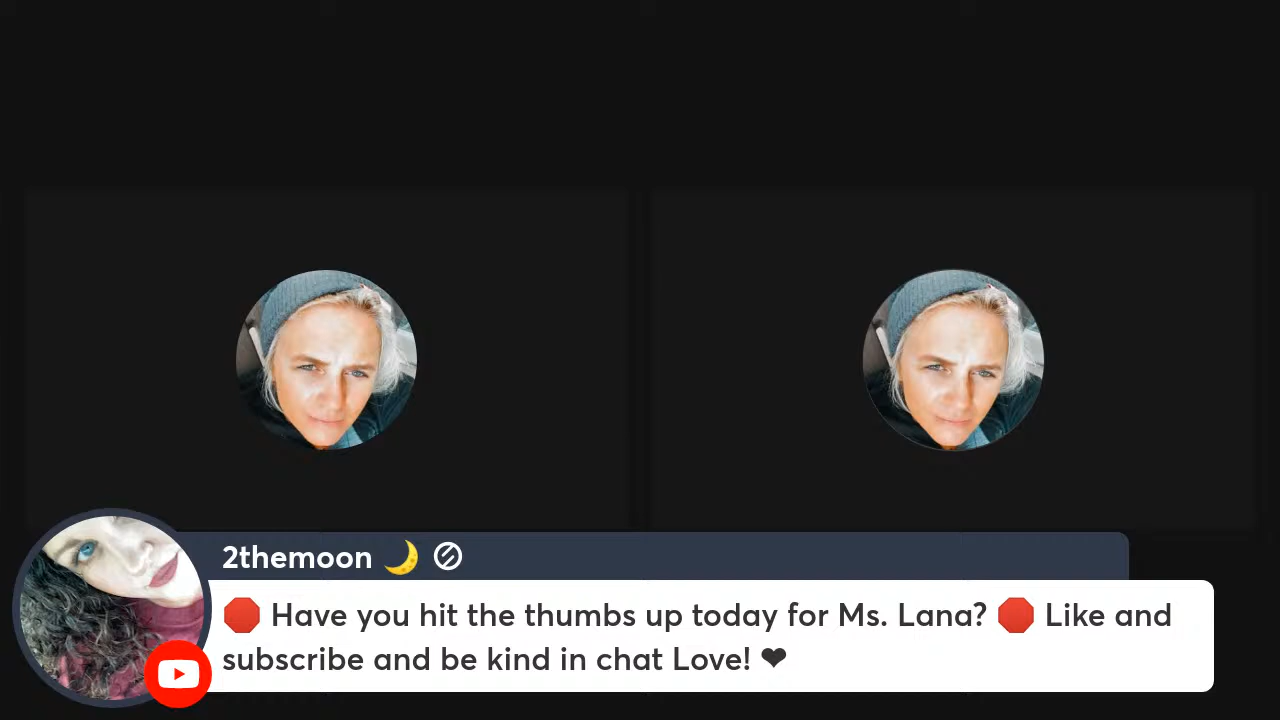 2themoon 🌙
🛑 Have you hit the thumbs up today for Ms. Lana? 🛑 Like and
subscribe and be kind in chat Love! ❤